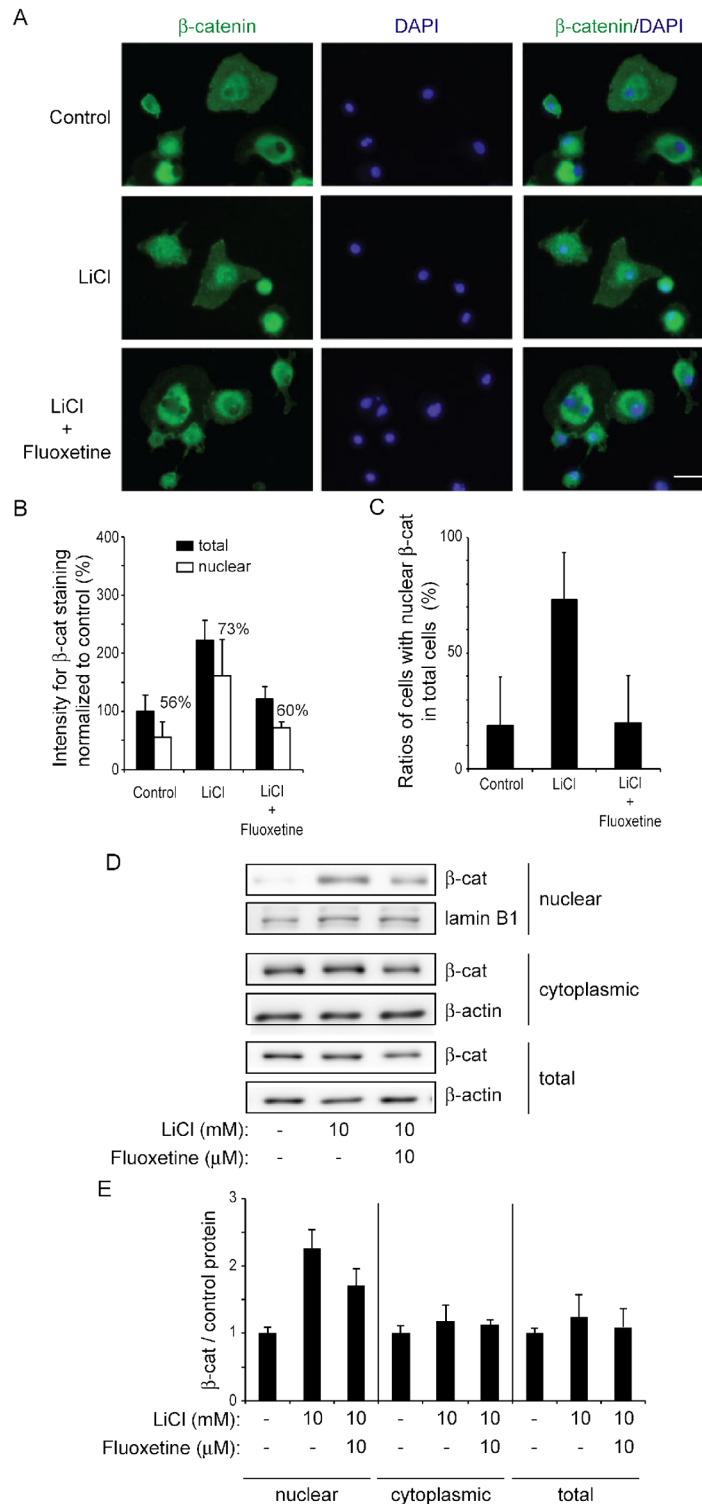 A
β-catenin DAPI β-catenin/DAPI
Control
LiCl
LiCl
+
Fluoxetine
B
Intensity for β-cat staining
normalized to control (%)
400
300
200
100
0
total
nuclear
56%
73%
60%
Control LiCl LiCl
+
Fluoxetine
C
Ratios of cells with nuclear β-cat
in total cells (%)
100
50
0
Control LiCl LiCl
+
Fluoxetine
D
β-cat
lamin B1
nuclear
β-cat
β-actin
cytoplasmic
β-cat
β-actin
total
LiCl (mM): - 10 10
Fluoxetine (μM): - - 10
E
β-cat / control protein
3
2
1
0
LiCl (mM): - 10 10 - 10 10 - 10 10
Fluoxetine (μM): - - 10 - - 10 - - 10
nuclear cytoplasmic total